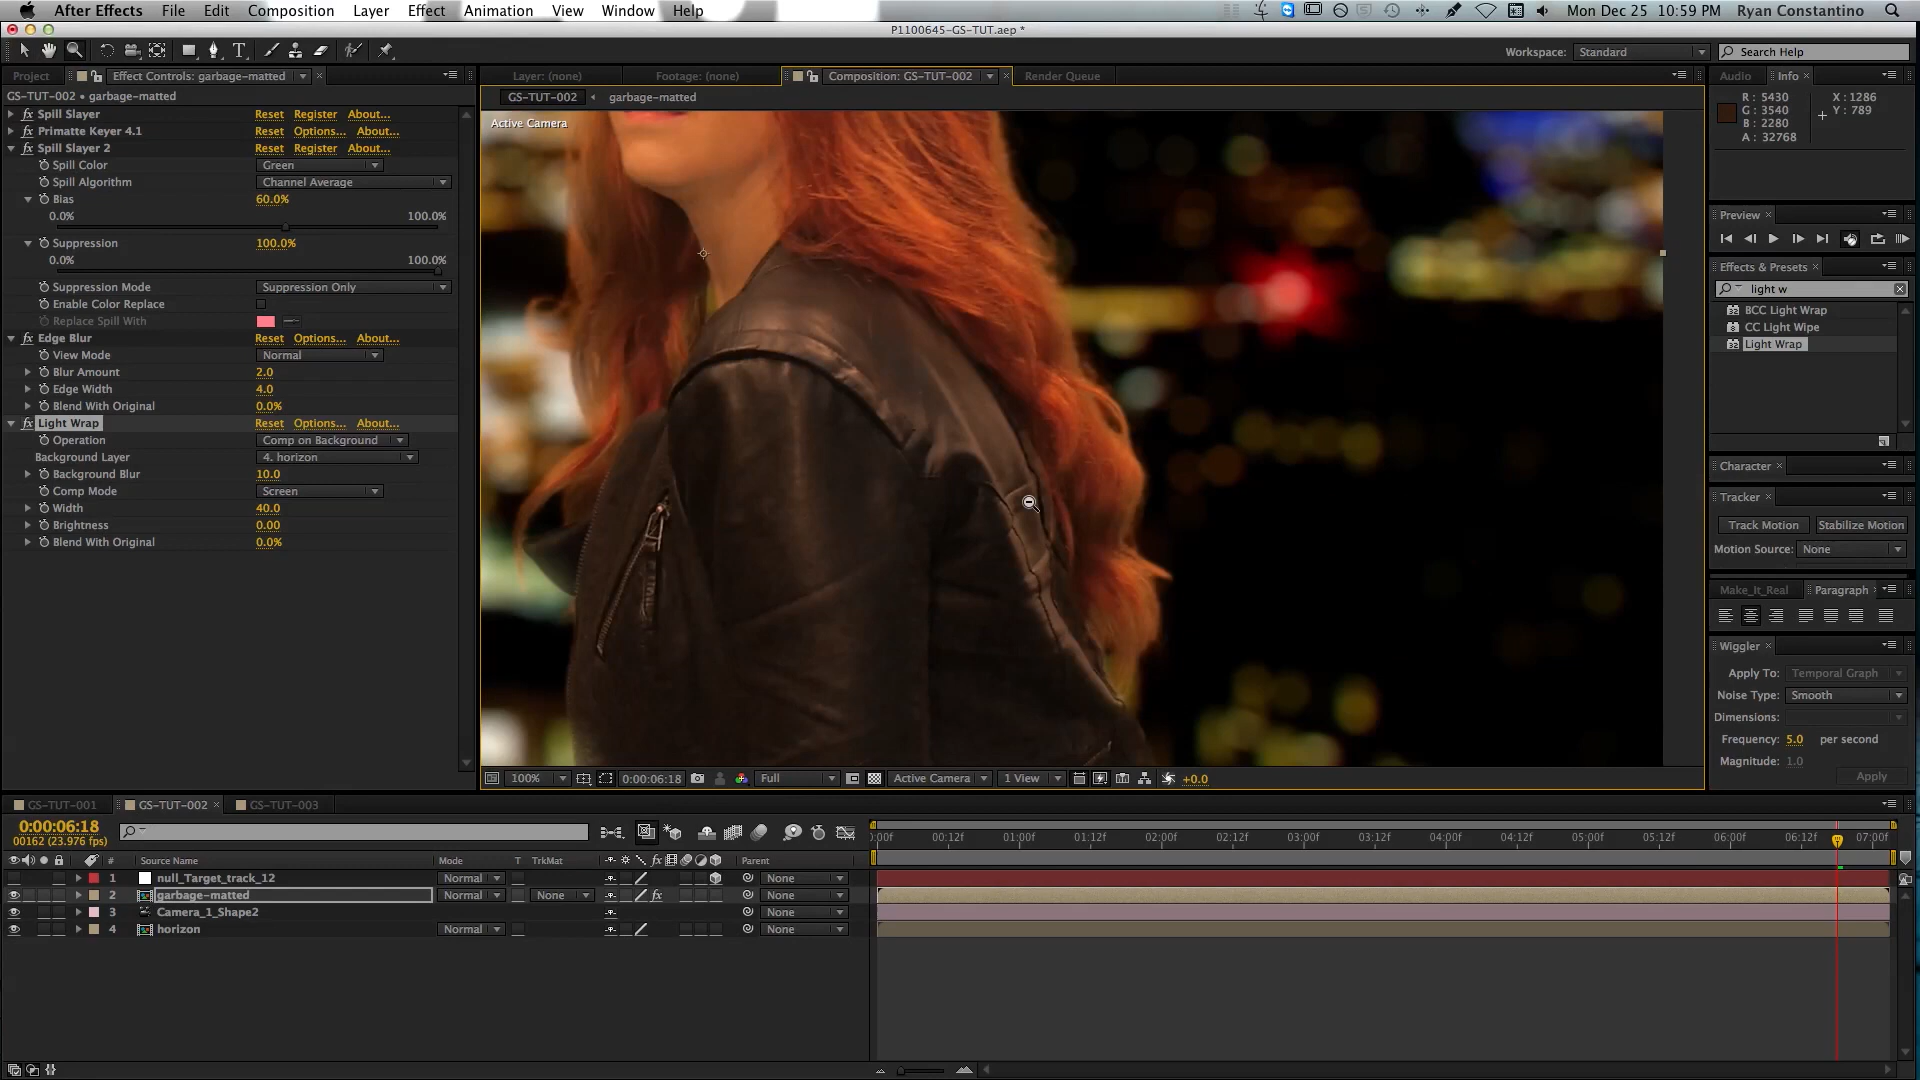 After Effects File Edit Composition Layer Effect Animation View Window Help Mon Dec 25 10:59 PM Ryan Constantino
P1100645-GS-TUT.aep *
Workspace: Standard Search Help
Project Effect Controls: garbage-matted Layer: (none) Footage: (none) Composition: GS-TUT-002 Render Queue Audio Info
GS-TUT-002 • garbage-matted
GS-TUT-002 garbage-matted
Active Camera
R : 5430 X : 1286
G : 3540 Y : 789
B : 2280
A : 32768
Spill Slayer Reset Register About...
Primatte Keyer 4.1 Reset Options... About...
Spill Slayer 2 Reset Register About...
Spill Color Green
Spill Algorithm Channel Average
Bias 60.0%
0.0% 100.0%
Suppression 100.0%
0.0% 100.0%
Suppression Mode Suppression Only
Enable Color Replace
Replace Spill With
Edge Blur Reset Options... About...
View Mode Normal
Blur Amount 2.0
Edge Width 4.0
Blend With Original 0.0%
Light Wrap Reset Options... About...
Operation Comp on Background
Background Layer 4. horizon
Background Blur 10.0
Comp Mode Screen
Width 40.0
Brightness 0.00
Blend With Original 0.0%
Preview
Effects & Presets
light w
BCC Light Wrap
CC Light Wipe
Light Wrap
Character
Tracker
Track Motion Stabilize Motion
Motion Source: None
Make_It_Real Paragraph
Wiggler
Apply To: Temporal Graph
Noise Type: Smooth
Dimensions:
Frequency: 5.0 per second
Magnitude: 1.0
Apply
100% 0:00:06:18 Full Active Camera 1 View +0.0
GS-TUT-001 GS-TUT-002 GS-TUT-003
0:00:06:18
00162 (23.976 fps)
:00f 00:12f 01:00f 01:12f 02:00f 02:12f 03:00f 03:12f 04:00f 04:12f 05:00f 05:12f 06:00f 06:12f 07:00f
# Source Name Mode T TrkMat fx Parent
1 null_Target_track_12 Normal None
2 garbage-matted Normal None fx None
3 Camera_1_Shape2 None
4 horizon Normal None